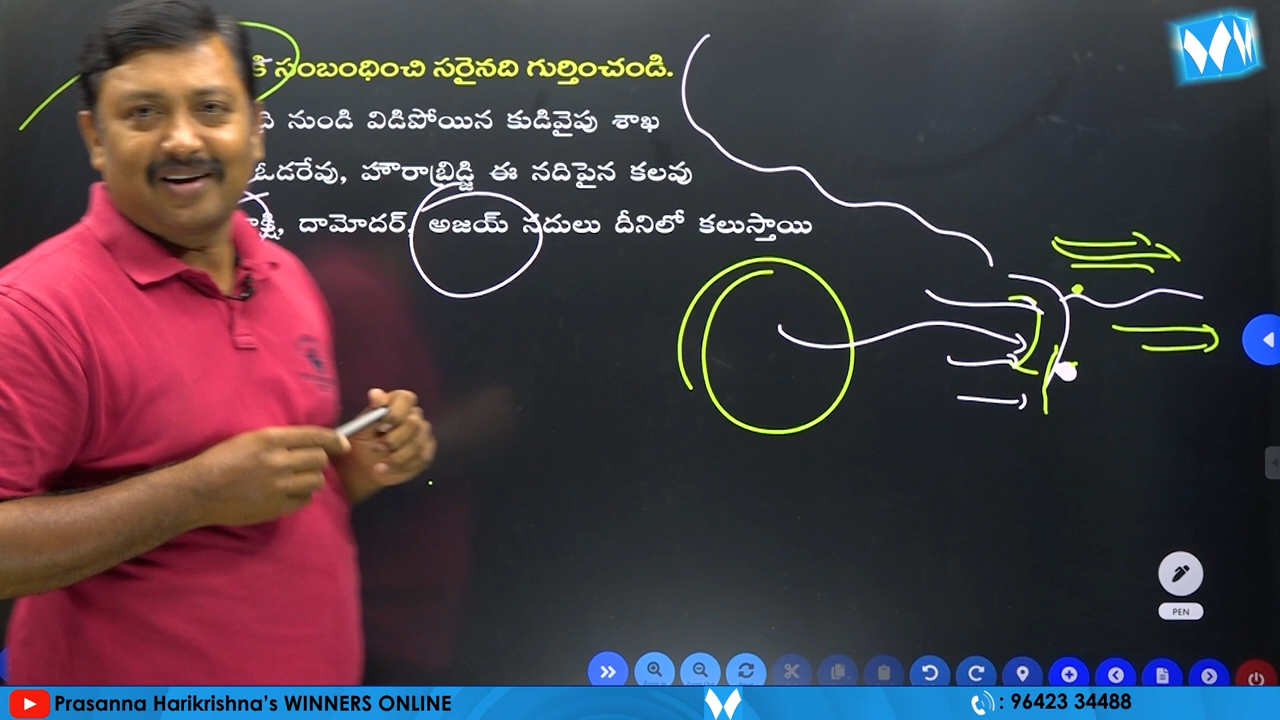 సంబంధించి సరైనది గుర్తించండి.
నుండి విడిపోయిన కుడివైపు శాఖ
ఓడరేవు, హౌరాబ్రిడ్జి ఈ నదిపైన కలవు
దామోదర్, అజయ్ నదులు దీనిలో కలుస్తాయి
PEN
Prasanna Harikrishna's WINNERS ONLINE
: 96423 34488